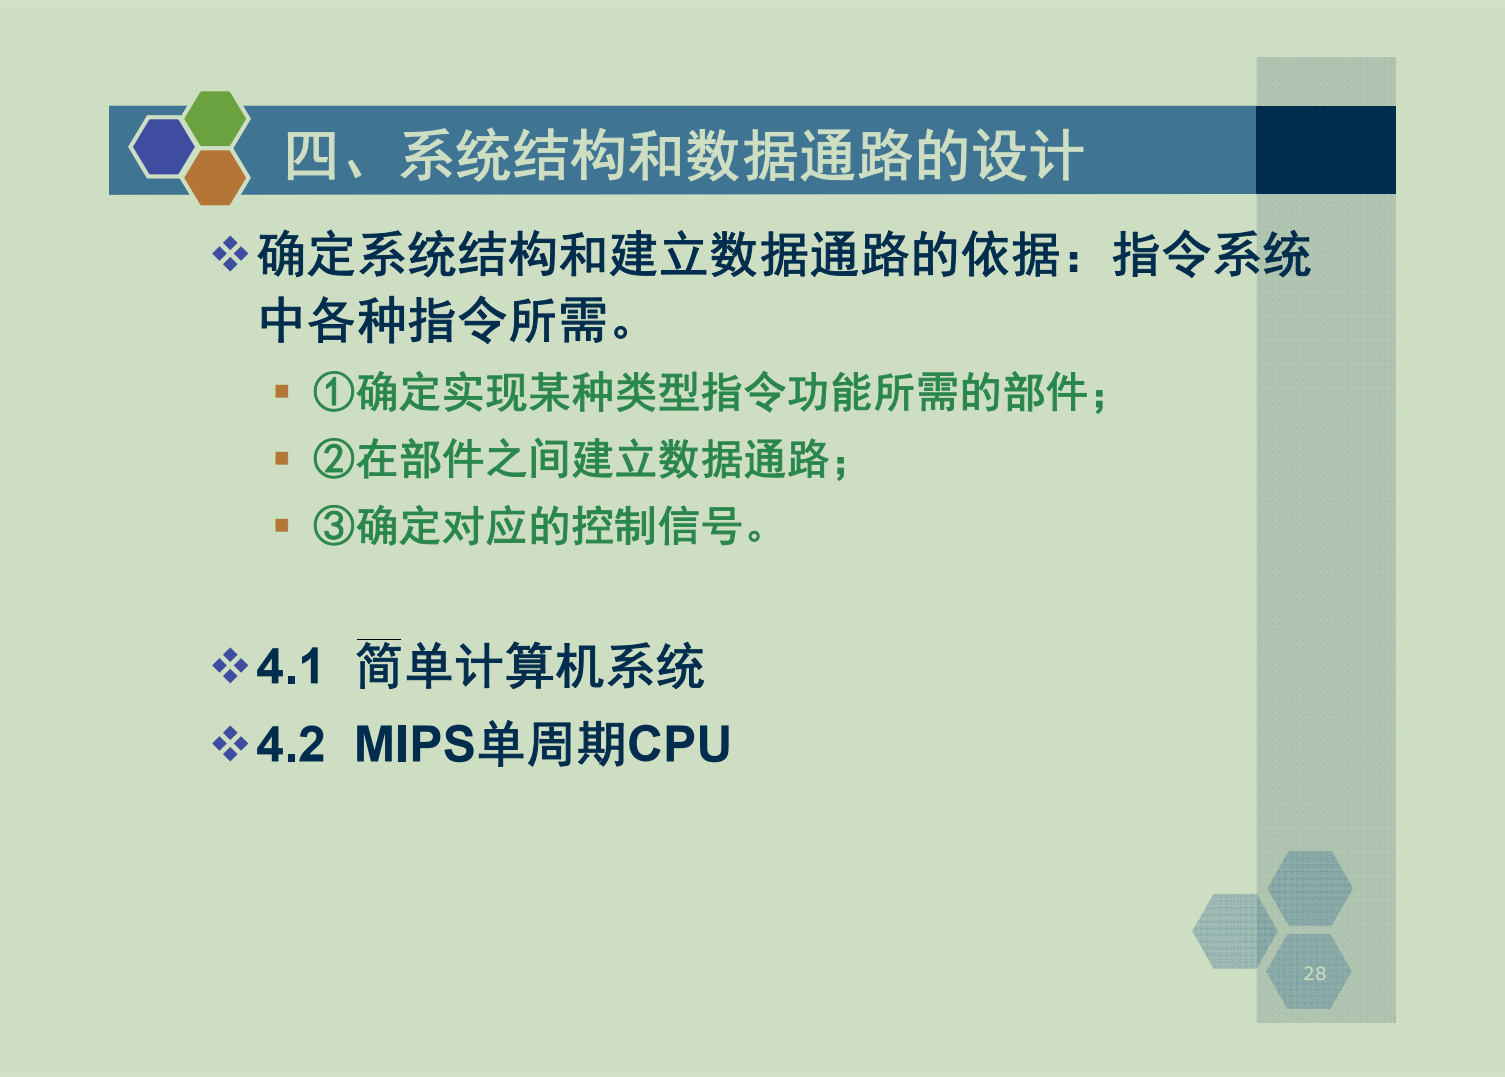 四、系统结构和数据通路的设计
确定系统结构和建立数据通路的依据：指令系统
中各种指令所需。
①确定实现某种类型指令功能所需的部件；
②在部件之间建立数据通路；
③确定对应的控制信号。
4.1 简单计算机系统
4.2 MIPS单周期CPU
28